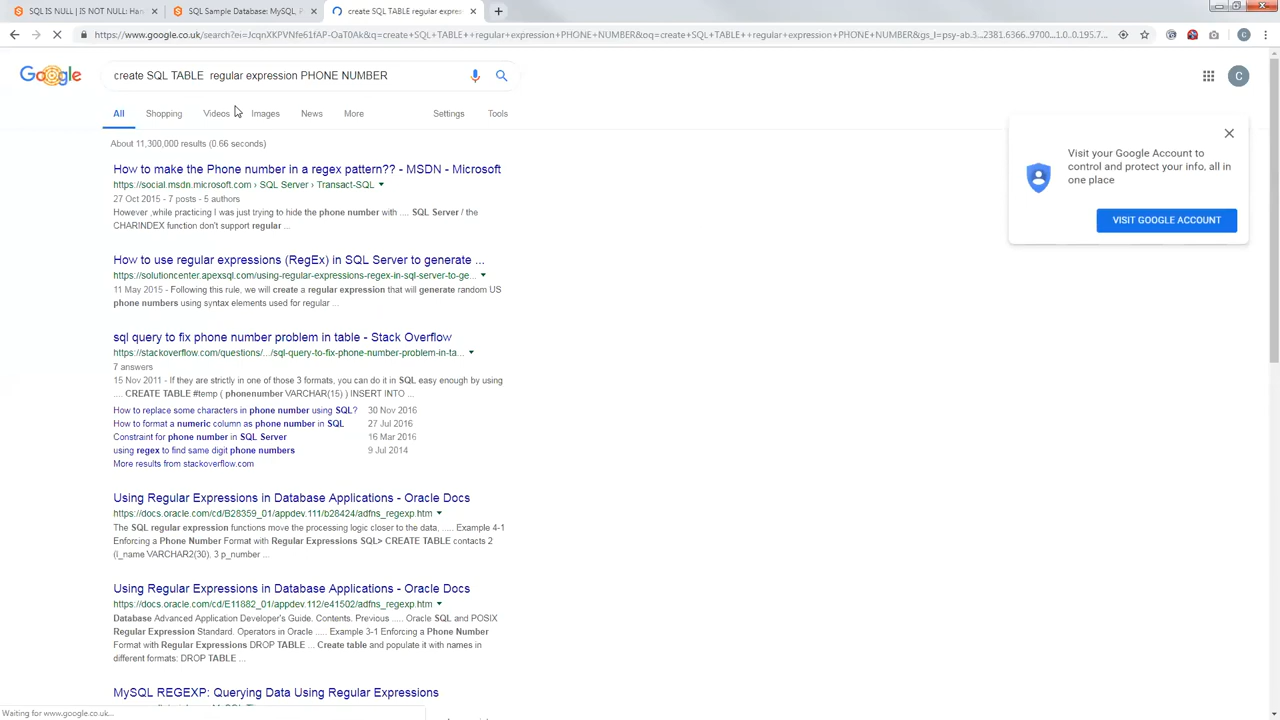 SQL IS NULL | IS NOT NULL: Han
SQL Sample Database: MySQL, P
create SQL TABLE regular expres
https://www.google.co.uk/search?ei=JcqnXKPVNfe61fAP-OaT0Ak&q=create+SQL+TABLE ++regular+expression+PHONE+NUMBER&oq=create+SQL+TABLE ++regular+expression+PHONE+NUMBER&gs_l=psy-ab.3...2381.6366..9700...1.0..0.195.7...
C
Google
create SQL TABLE  regular expression PHONE NUMBER
C
All
Shopping
Videos
Images
News
More
Settings
Tools
About 11,300,000 results (0.66 seconds)
Visit your Google Account to
control and protect your info, all in
one place
VISIT GOOGLE ACCOUNT
How to make the Phone number in a regex pattern?? - MSDN - Microsoft
https://social.msdn.microsoft.com › SQL Server › Transact-SQL
27 Oct 2015 - 7 posts - 5 authors
However ,while practicing I was just trying to hide the phone number with .... SQL Server / the
CHARINDEX function don't support regular ...
How to use regular expressions (RegEx) in SQL Server to generate ...
https://solutioncenter.apexsql.com/using-regular-expressions-regex-in-sql-server-to-ge...
11 May 2015 - Following this rule, we will create a regular expression that will generate random US
phone numbers using syntax elements used for regular ...
sql query to fix phone number problem in table - Stack Overflow
https://stackoverflow.com/questions/.../sql-query-to-fix-phone-number-problem-in-ta...
7 answers
15 Nov 2011 - If they are strictly in one of those 3 formats, you can do it in SQL easy enough by using
.... CREATE TABLE #temp ( phonenumber VARCHAR(15) ) INSERT INTO ...
How to replace some characters in phone number using SQL? 30 Nov 2016
How to format a numeric column as phone number in SQL 27 Jul 2016
Constraint for phone number in SQL Server 16 Mar 2016
using regex to find same digit phone numbers 9 Jul 2014
More results from stackoverflow.com
Using Regular Expressions in Database Applications - Oracle Docs
https://docs.oracle.com/cd/B28359_01/appdev.111/b28424/adfns_regexp.htm
The SQL regular expression functions move the processing logic closer to the data, ..... Example 4-1
Enforcing a Phone Number Format with Regular Expressions SQL> CREATE TABLE contacts 2
(l_name VARCHAR2(30), 3 p_number ...
Using Regular Expressions in Database Applications - Oracle Docs
https://docs.oracle.com/cd/E11882_01/appdev.112/e41502/adfns_regexp.htm
Database Advanced Application Developer's Guide. Contents. Previous ..... Oracle SQL and POSIX
Regular Expression Standard. Operators in Oracle ..... Example 3-1 Enforcing a Phone Number
Format with Regular Expressions DROP TABLE ... Create table and populate it with names in
different formats: DROP TABLE ...
MySQL REGEXP: Querying Data Using Regular Expressions
Waiting for www.google.co.uk...